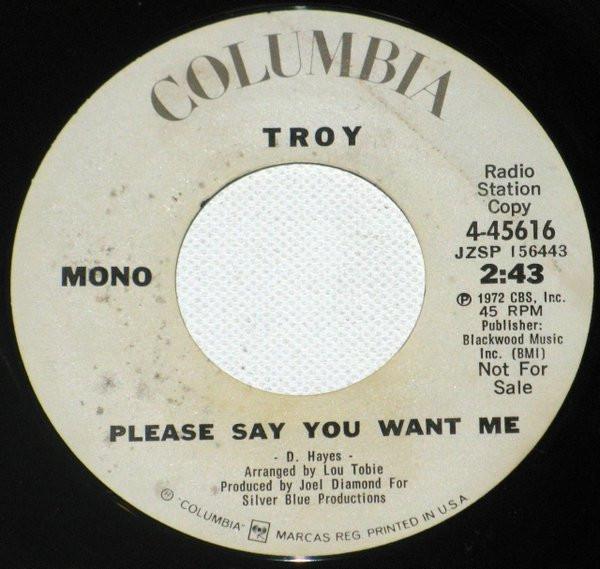 COLUMBIA
TROY
MONO
Radio
Station
Copy
4-45616
JZSP 156443
2:43
Ⓟ 1972 CBS, Inc.
45 RPM
Publisher:
Blackwood Music
Inc. (BMI)
Not For
Sale
PLEASE SAY YOU WANT ME
- D. Hayes -
Arranged by Lou Tobie
Produced by Joel Diamond For
Silver Blue Productions
® "COLUMBIA" MARCAS REG. PRINTED IN U.S.A.